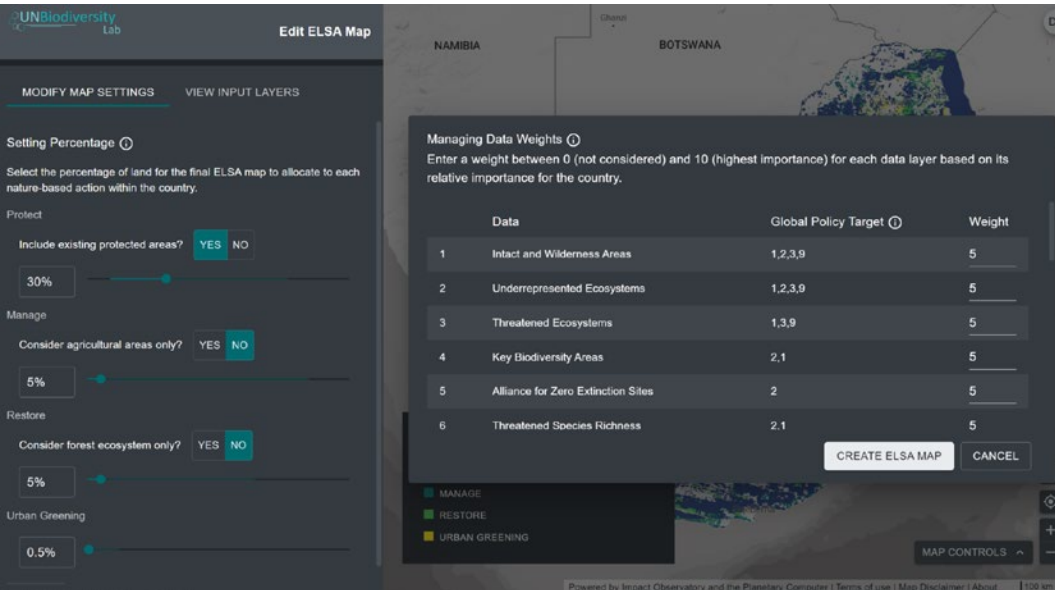 UNBiodiversity
Lab
Edit ELSA Map
MODIFY MAP SETTINGS
VIEW INPUT LAYERS
Setting Percentage
Select the percentage of land for the final ELSA map to allocate to each
nature-based action within the country.
Protect
Include existing protected areas? YES NO
30%
Manage
Consider agricultural areas only? YES NO
5%
Restore
Consider forest ecosystem only? YES NO
5%
Urban Greening
0.5%
Ghanzi
NAMIBIA
BOTSWANA
D
Managing Data Weights
Enter a weight between 0 (not considered) and 10 (highest importance) for each data layer based on its
relative importance for the country.
Data Global Policy Target Weight
1 Intact and Wilderness Areas 1,2,3,9 5
2 Underrepresented Ecosystems 1,2,3,9 5
3 Threatened Ecosystems 1,3,9 5
4 Key Biodiversity Areas 2,1 5
5 Alliance for Zero Extinction Sites 2 5
6 Threatened Species Richness 2,1 5
CREATE ELSA MAP
CANCEL
MANAGE
RESTORE
URBAN GREENING
MAP CONTROLS
Powered by Impact Observatory and the Planetary Computer | Terms of use | Map Disclaimer | About
100 km